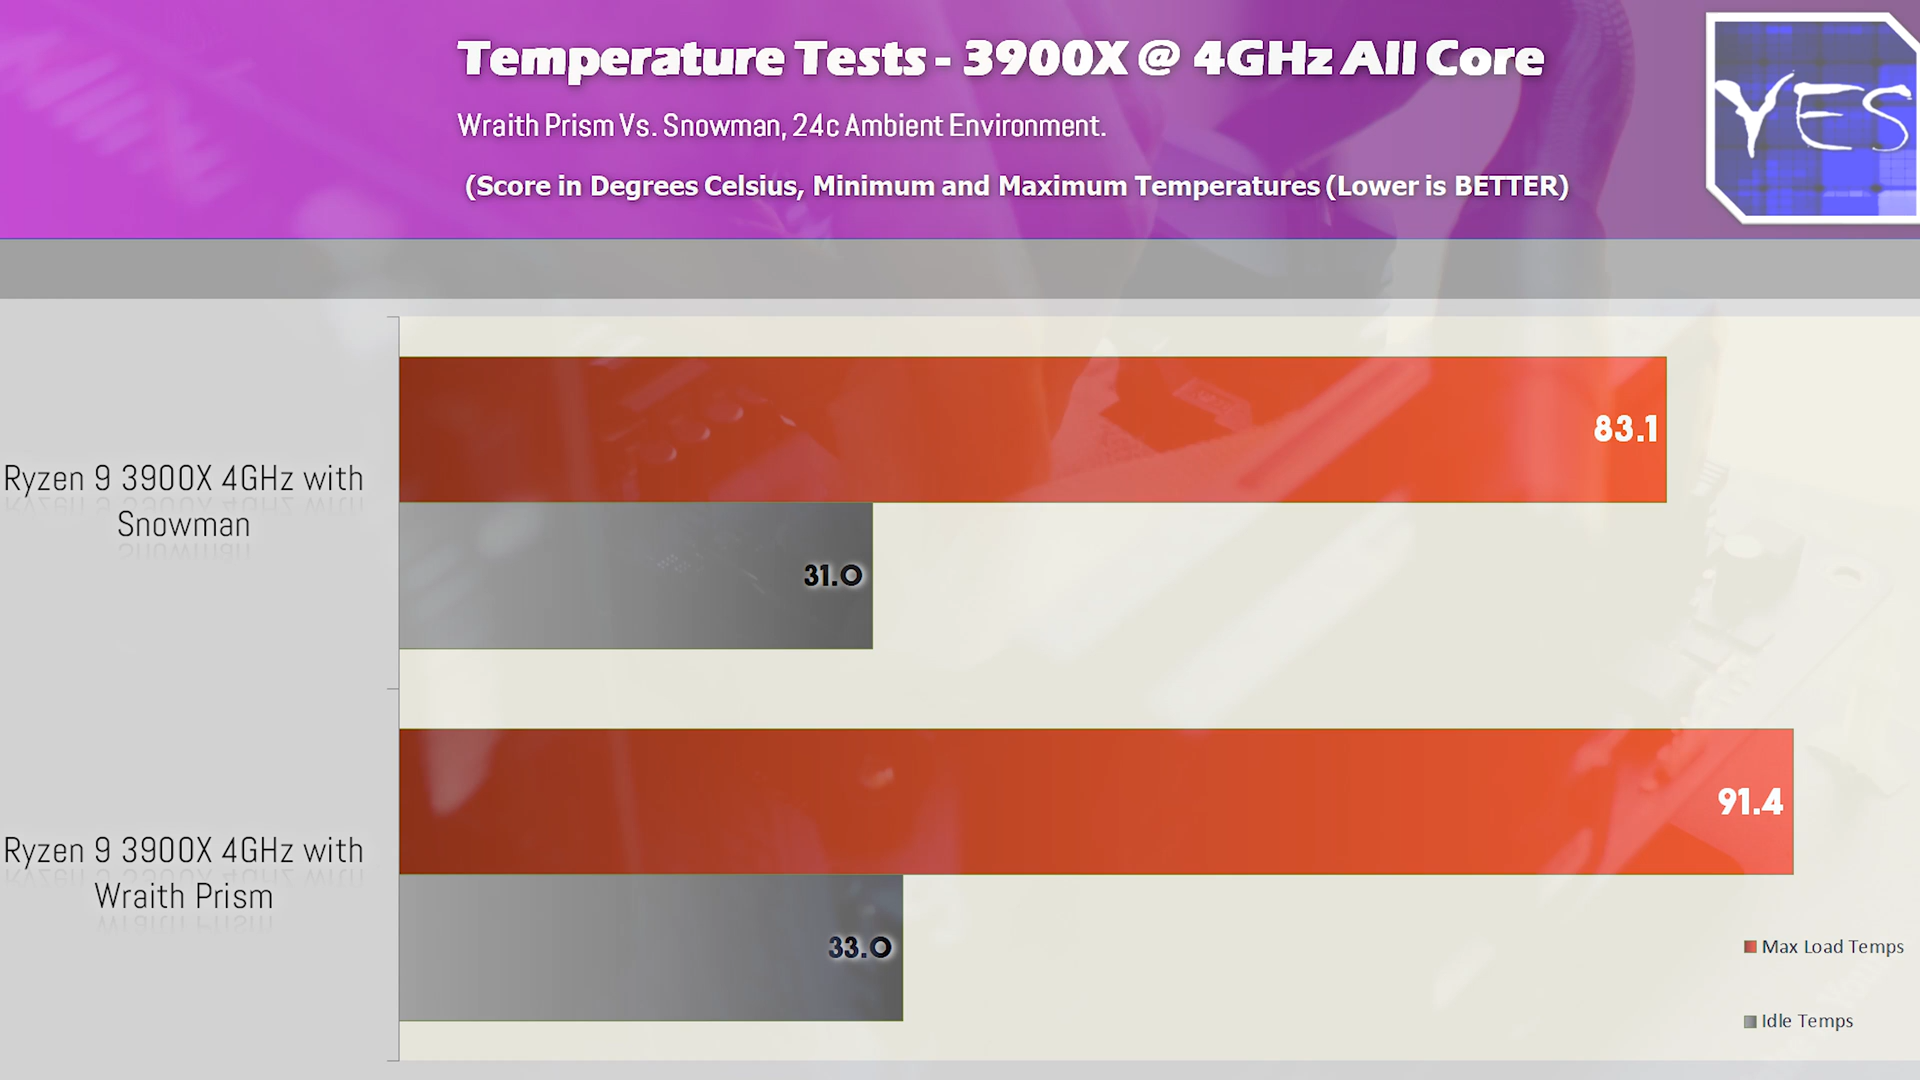 Temperature Tests - 3900X @ 4GHz All Core
YES
Wraith Prism Vs. Snowman, 24c Ambient Environment.
(Score in Degrees Celsius, Minimum and Maximum Temperatures (Lower is BETTER)
83.1
Ryzen 9 3900X 4GHz with
Snowman
31.0
91.4
Ryzen 9 3900X 4GHz with
Wraith Prism
33.0
Max Load Temps
Idle Temps